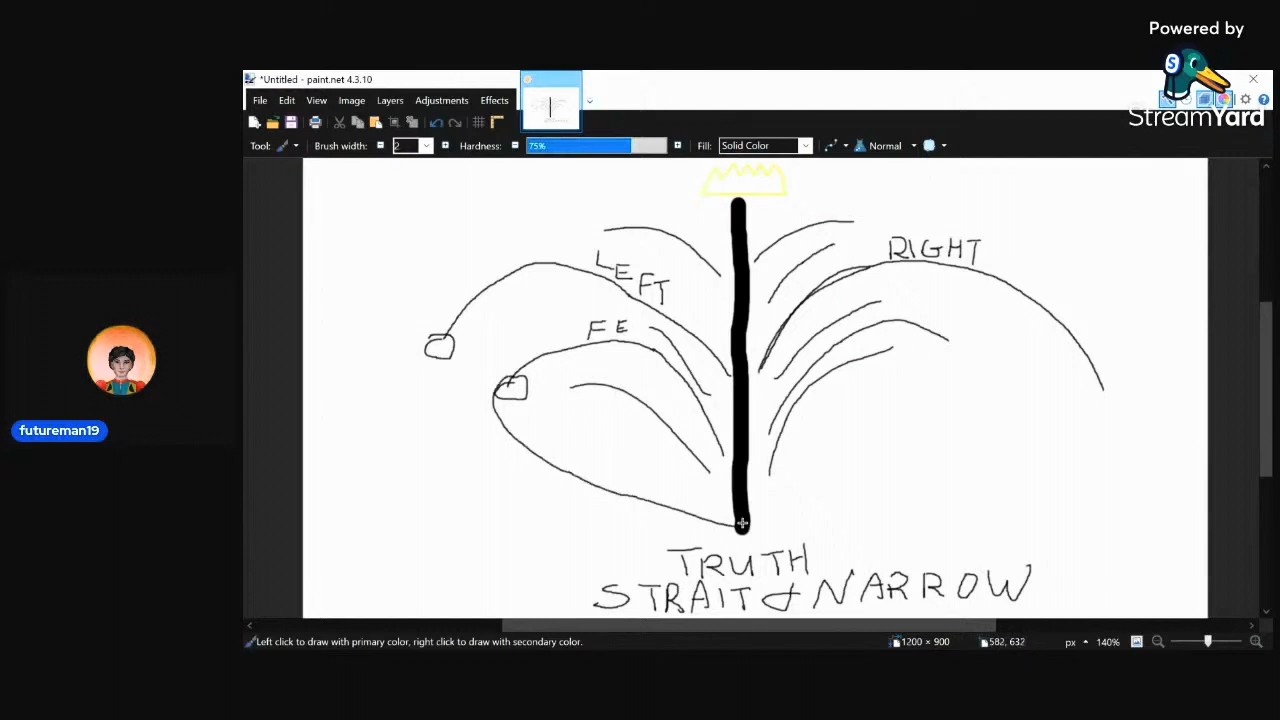 Powered by
StreamYard
*Untitled - paint.net 4.3.10
File Edit View Image Layers Adjustments Effects
Tool: Brush width: 2 Hardness: 75% Fill: Solid Color Normal
RIGHT
LEFT
FE
futureman19
TRUTH
STRAIT & NARROW
Left click to draw with primary color, right click to draw with secondary color. 1200 × 900 582, 632 px 140%